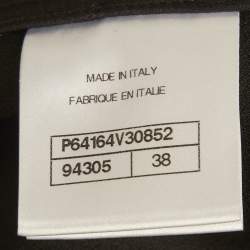 MADE IN ITALY
FABRIQUE EN ITALIE
P64164V30852
94305 38